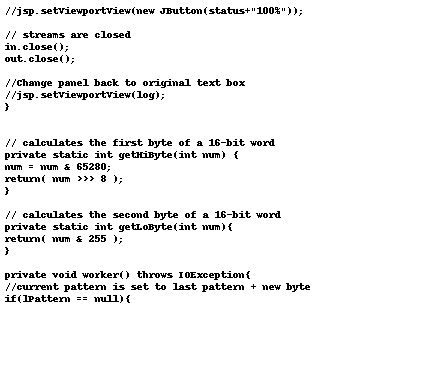 //jsp.setViewportView(new JButton(status+"100%"));
// streams are closed
in.close();
out.close();
//Change panel back to original text box
//jsp.setViewportView(log);
}
// calculates the first byte of a 16-bit word
private static int getHiByte(int num) {
num = num & 65280;
return( num >>> 8 );
}
// calculates the second byte of a 16-bit word
private static int getLoByte(int num){
return( num & 255 );
}
private void worker() throws IOException{
//current pattern is set to last pattern + new byte
if(lPattern == null){